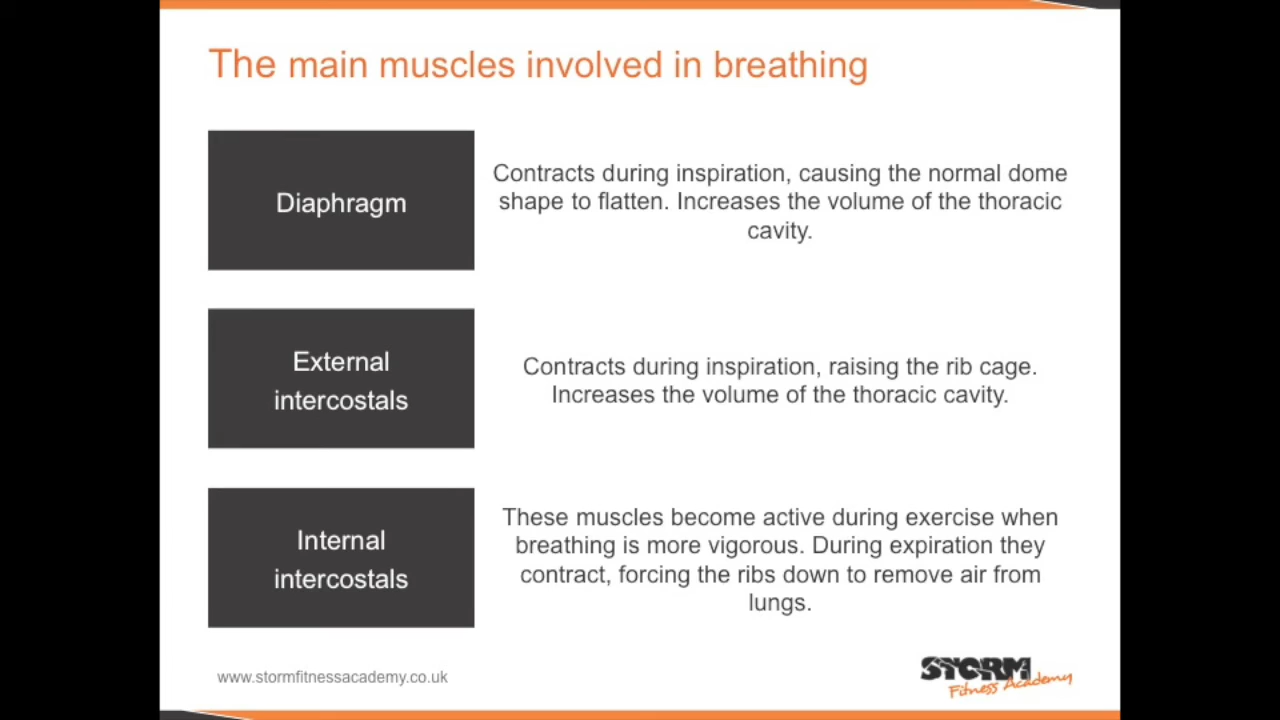 The main muscles involved in breathing
Diaphragm
Contracts during inspiration, causing the normal dome
shape to flatten. Increases the volume of the thoracic
cavity.
External
intercostals
Contracts during inspiration, raising the rib cage.
Increases the volume of the thoracic cavity.
Internal
intercostals
These muscles become active during exercise when
breathing is more vigorous. During expiration they
contract, forcing the ribs down to remove air from
lungs.
www.stormfitnessacademy.co.uk
STORM
Fitness Academy